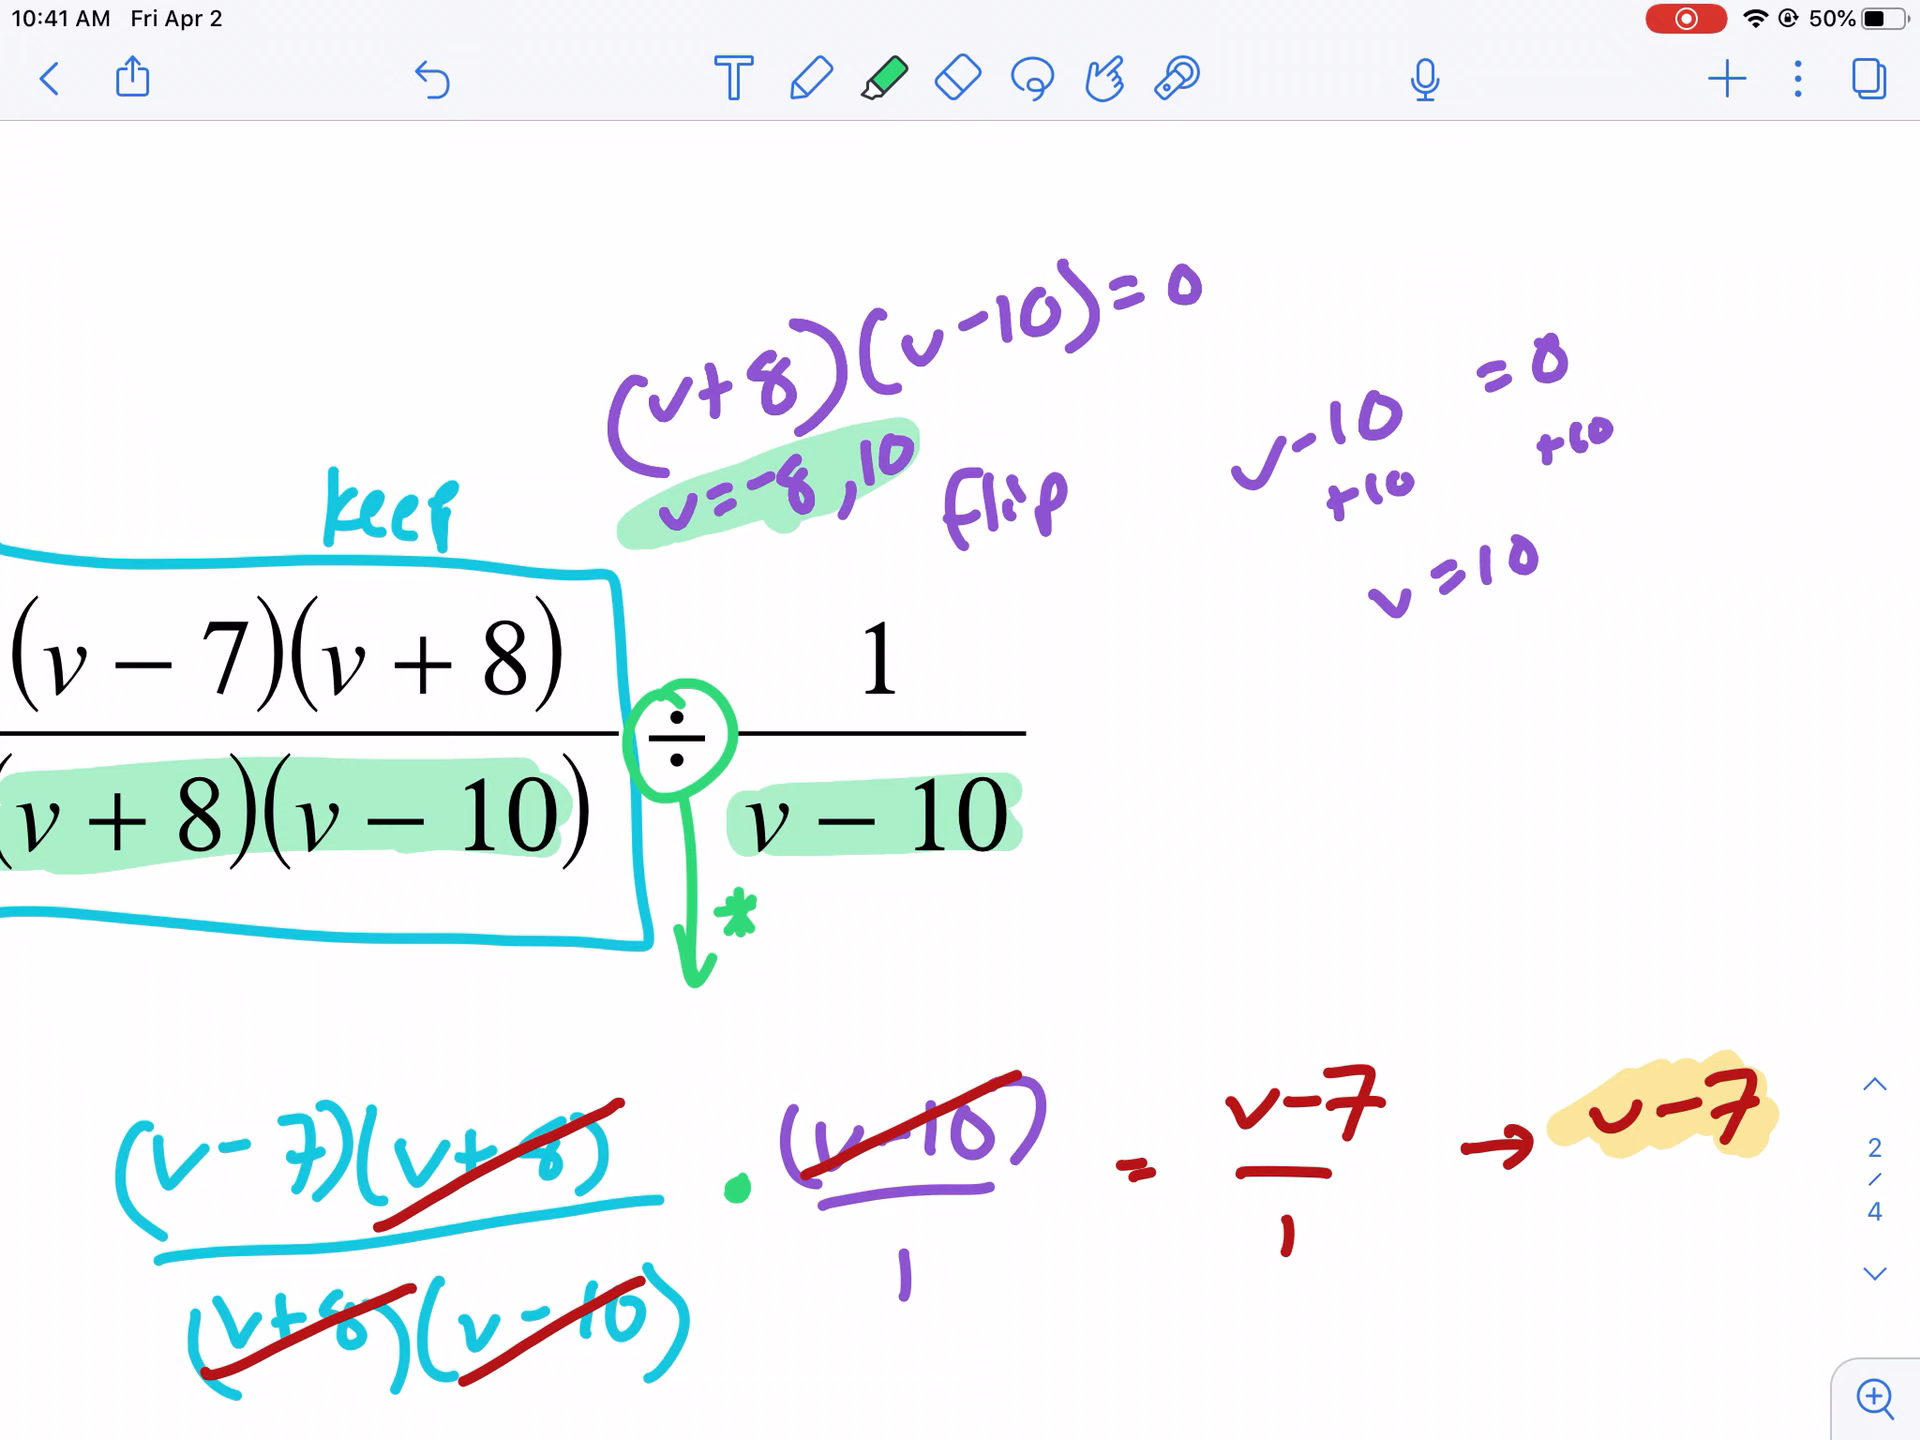 10:41 AM Fri Apr 2 50%
T
(v+8)(v-10)=0
v=-8,10
keep
flip
v-10 =0
+10 +10
v=10
(v − 7)(v + 8) ÷ 1
(v + 8)(v − 10) v − 10
*
(v-7)(v+8) · (v-10) = v-7 → v-7
(v+8)(v-10) 1 1
2
/
4